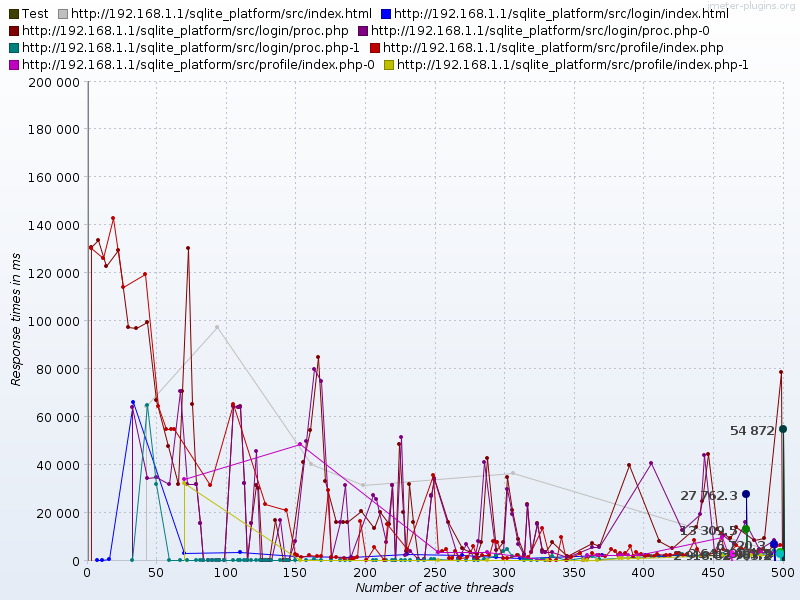 jmeter-plugins.org
Test http://192.168.1.1/sqlite_platform/src/index.html http://192.168.1.1/sqlite_platform/src/login/index.html
http://192.168.1.1/sqlite_platform/src/login/proc.php http://192.168.1.1/sqlite_platform/src/login/proc.php-0
http://192.168.1.1/sqlite_platform/src/login/proc.php-1 http://192.168.1.1/sqlite_platform/src/profile/index.php
http://192.168.1.1/sqlite_platform/src/profile/index.php-0 http://192.168.1.1/sqlite_platform/src/profile/index.php-1
200 000
180 000
160 000
140 000
120 000
100 000
80 000
60 000
40 000
20 000
0
Response times in ms
54 872
27 762.3
13 309.5
0 50 100 150 200 250 300 350 400 450 500
Number of active threads